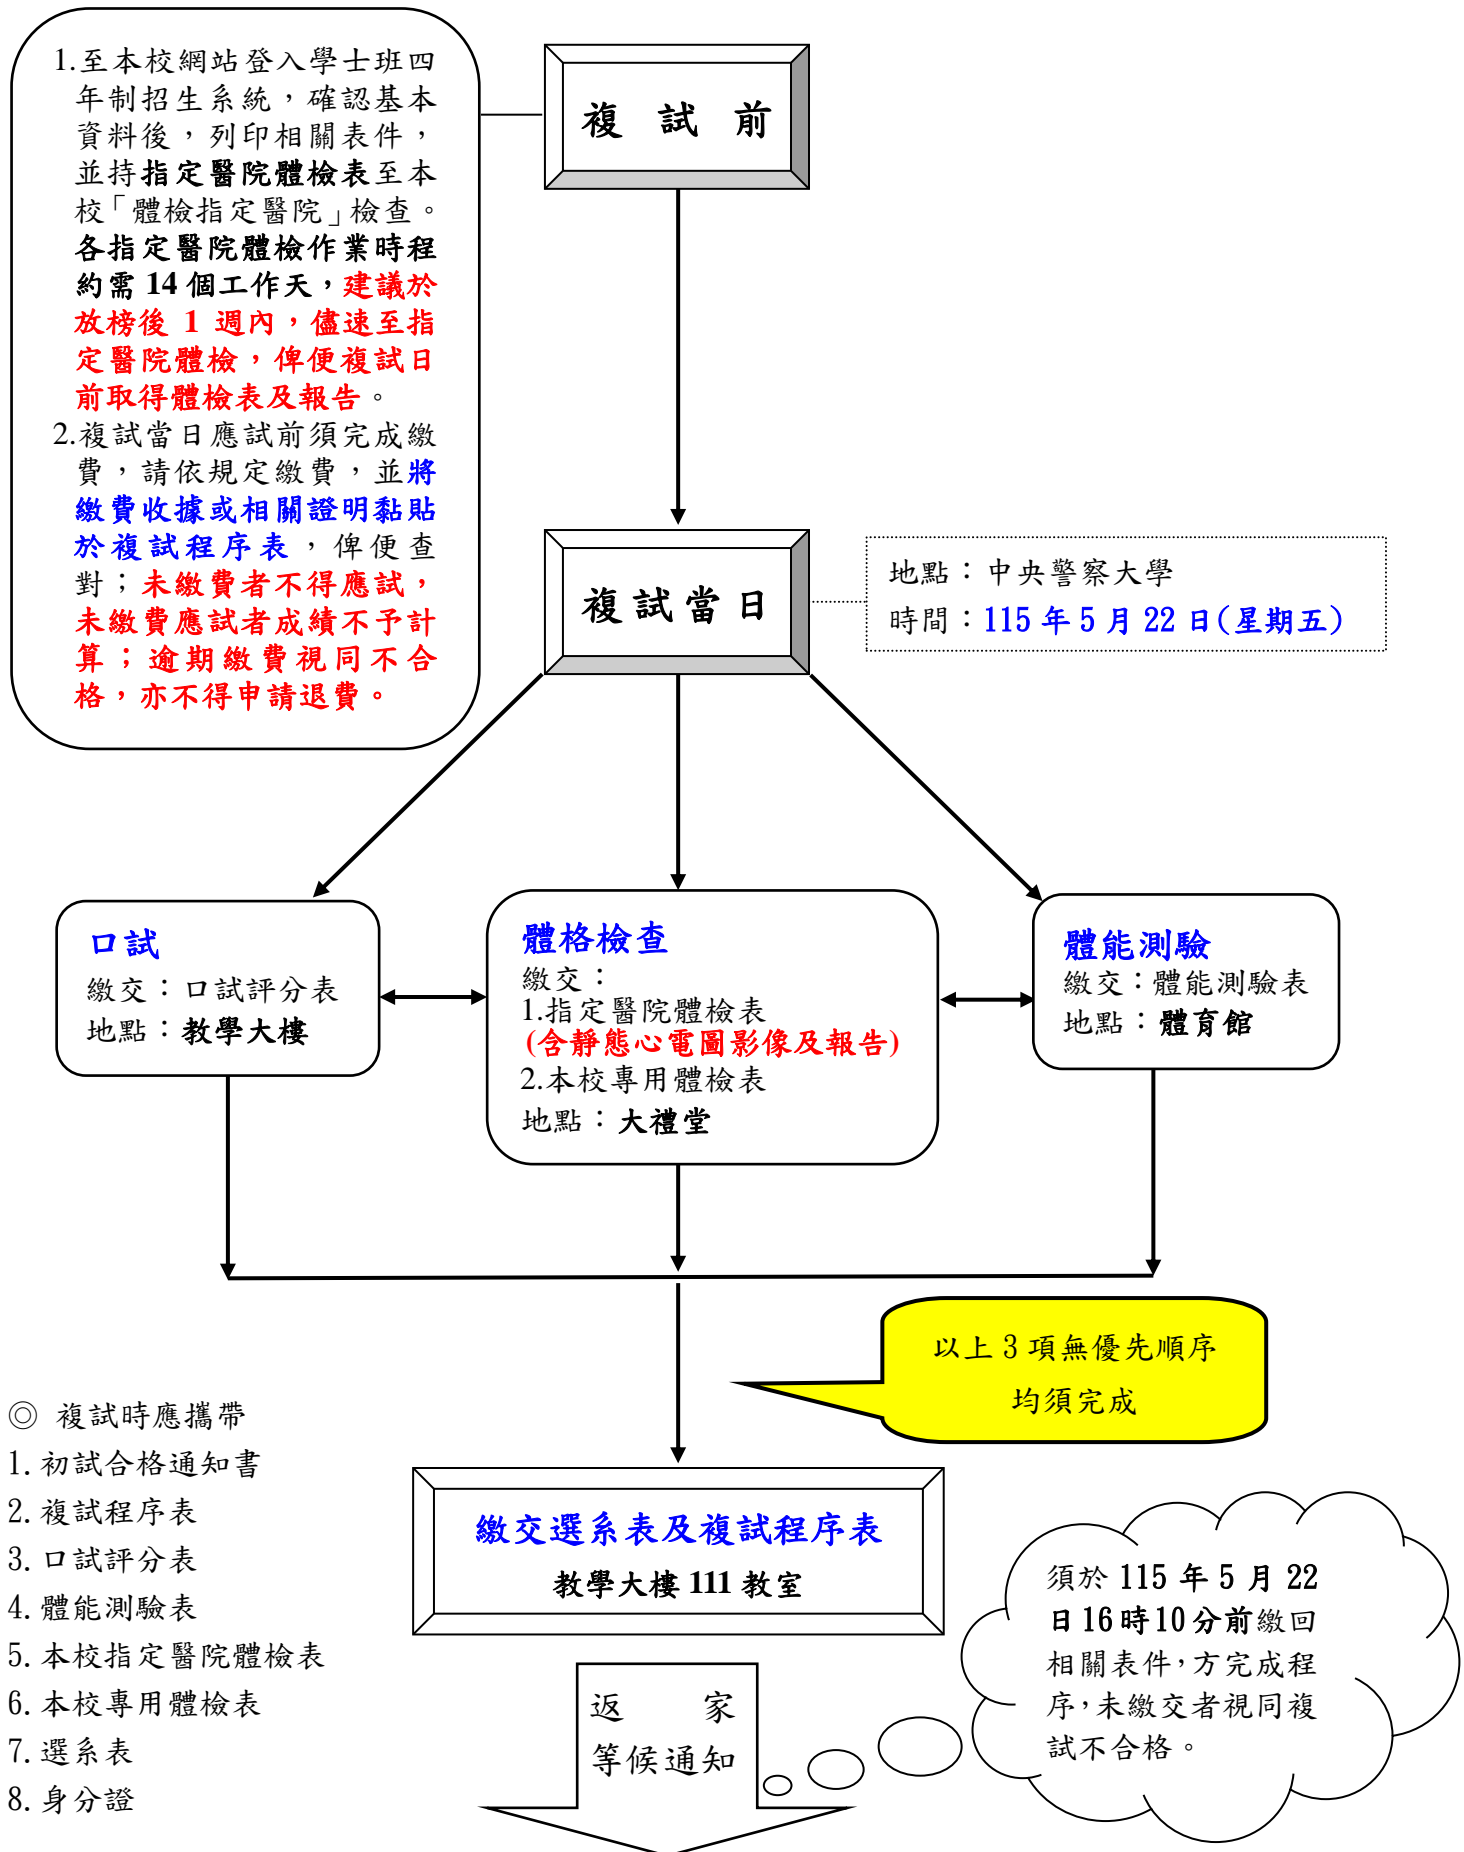 1.至本校網站登入學士班四
年制招生系統，確認基本
資料後，列印相關表件，
並持指定醫院體檢表至本
校「體檢指定醫院」檢查。
各指定醫院體檢作業時程
約需 14 個工作天，建議於
放榜後 1 週內，儘速至指
定醫院體檢，俾便複試日
前取得體檢表及報告。
2.複試當日應試前須完成繳
費，請依規定繳費，並將
繳費收據或相關證明黏貼
於複試程序表，俾便查
對；未繳費者不得應試，
未繳費應試者成績不予計
算；逾期繳費視同不合
格，亦不得申請退費。
複 試 前
複試當日
地點：中央警察大學
時間：115 年 5 月 22 日(星期五)
口試
繳交：口試評分表
地點：教學大樓
體格檢查
繳交：
1.指定醫院體檢表
(含靜態心電圖影像及報告)
2.本校專用體檢表
地點：大禮堂
體能測驗
繳交：體能測驗表
地點：體育館
以上 3 項無優先順序
均須完成
◎ 複試時應攜帶
1.初試合格通知書
2.複試程序表
3.口試評分表
4.體能測驗表
5.本校指定醫院體檢表
6.本校專用體檢表
7.選系表
8.身分證
繳交選系表及複試程序表
教學大樓 111 教室
須於 115 年 5 月 22
日 16 時 10 分前繳回
相關表件，方完成程
序，未繳交者視同複
試不合格。
返 家
等候通知